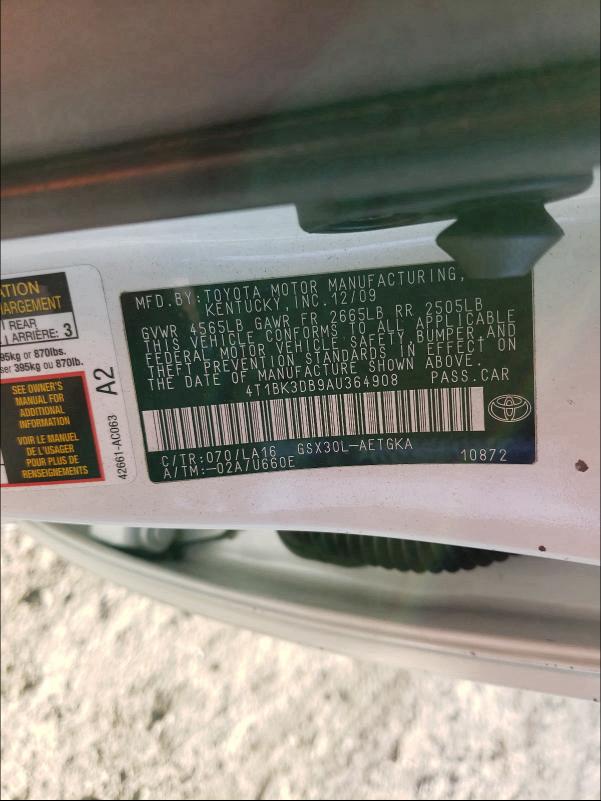 ATION
HARGEMENT
REAR
ARRIÈRE: 3
95kg or 870lbs.
ser 395kg ou 870lb.
SEE OWNER'S
MANUAL FOR
ADDITIONAL
INFORMATION
VOIR LE MANUEL
DE L'USAGER
POUR PLUS DE
RENSEIGNEMENTS
A2
42661-AC063
MFD.BY:TOYOTA MOTOR MANUFACTURING,
KENTUCKY INC.12/09
GVWR 4565LB GAWR FR 2665LB RR 2505LB
THIS VEHICLE CONFORMS TO ALL APPLICABLE
FEDERAL MOTOR VEHICLE SAFETY,BUMPER AND
THEFT PREVENTION STANDARDS IN EFFECT ON
THE DATE OF MANUFACTURE SHOWN ABOVE.
4T1BK3DB9AU364908 PASS.CAR
C/TR:070/LA16 GSX30L-AETGKA
A/TM:-02A/U660E 10872